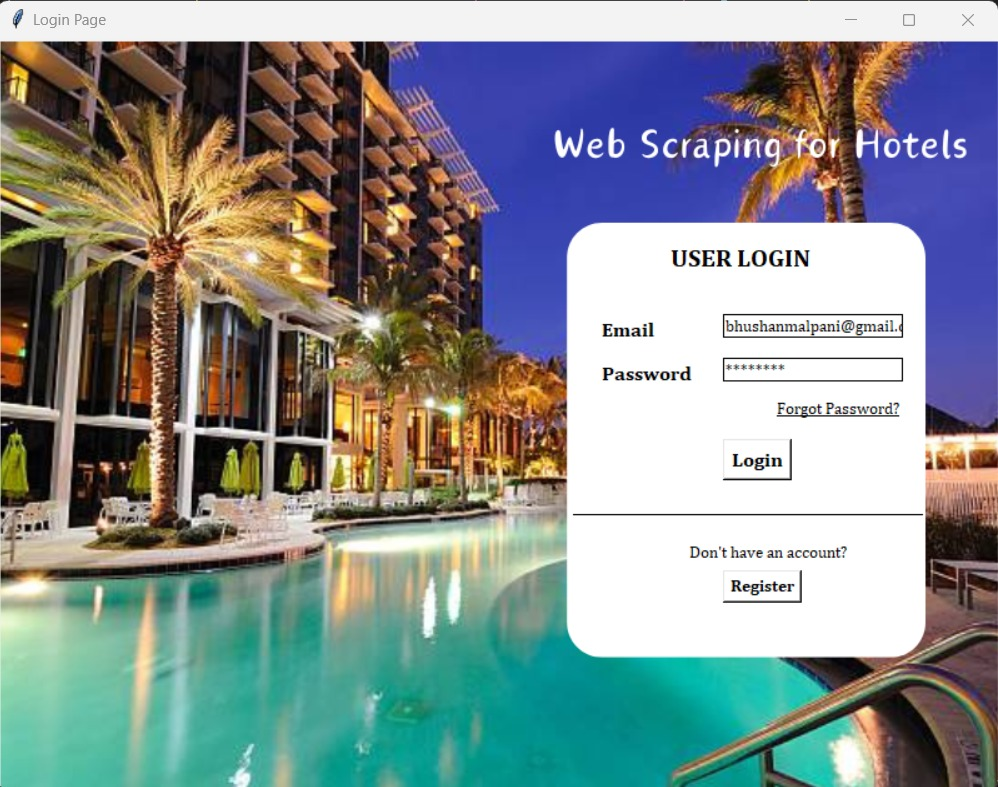 Login Page
Web Scraping for Hotels
USER LOGIN
Email bhushanmalpani@gmail.c
Password ********
Forgot Password?
Login
Don't have an account?
Register